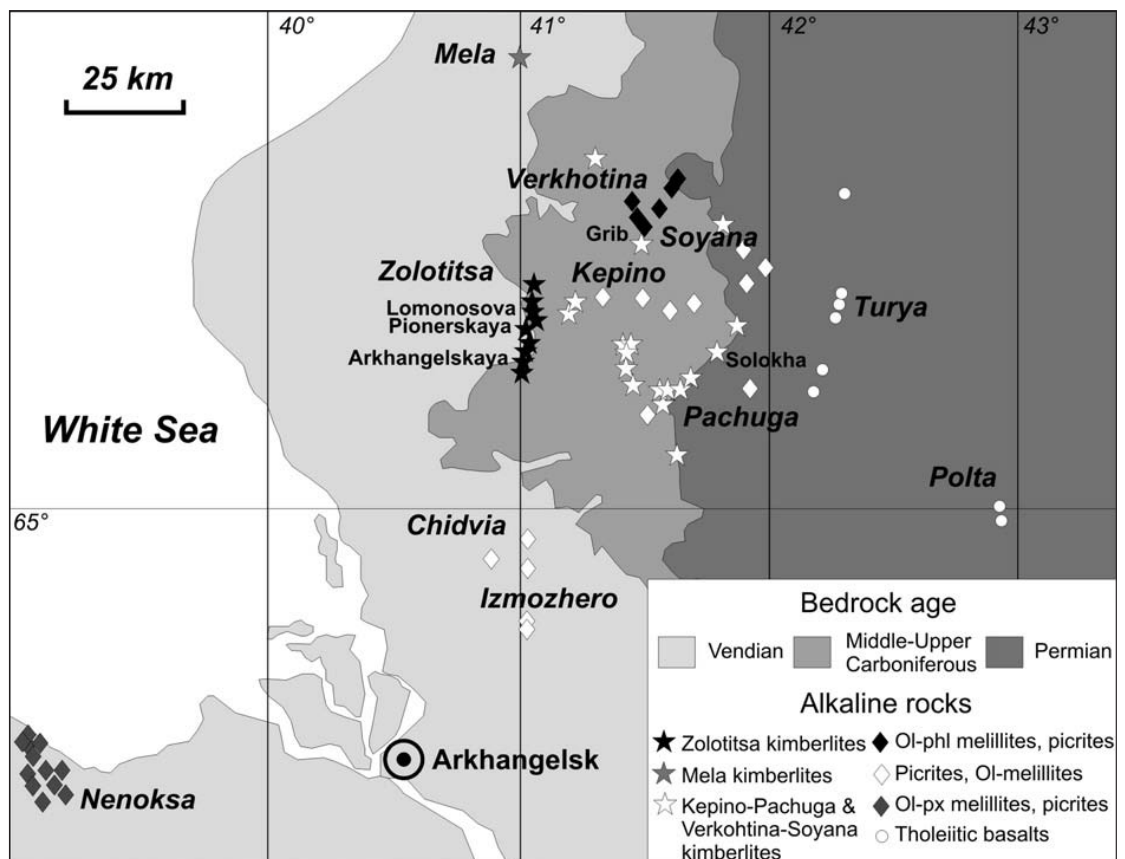 40°
41°
42°
43°
Mela
25 km
Verkhotina
Grib
Soyana
Zolotitsa
Kepino
Lomonosova
Pionerskaya
Turya
Arkhangelskaya
Solokha
White Sea
Pachuga
Polta
65°
Chidvia
Izmozhero
Arkhangelsk
Nenoksa
Bedrock age
Vendian
Middle-Upper
Carboniferous
Permian
Alkaline rocks
Zolotitsa kimberlites
Mela kimberlites
Kepino-Pachuga &
Verkohtina-Soyana
kimberlites
Ol-phl melillites, picrites
Picrites, Ol-melillites
Ol-px melillites, picrites
Tholeiitic basalts